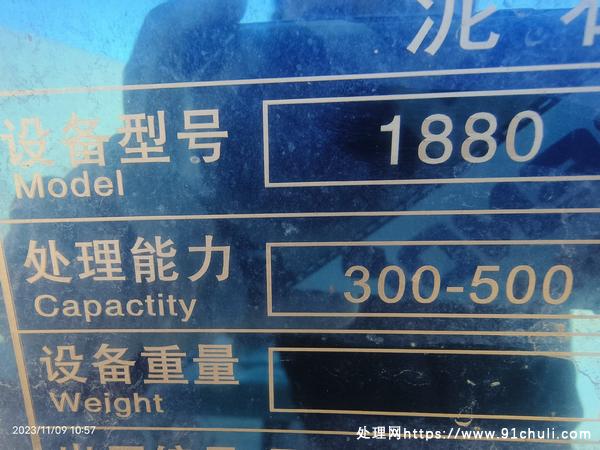 泥
设备型号 1880
Model
处理能力 300-500
Capactity
设备重量
Weight
2023/11/09 10:57 处理网https://www.91chuli.com